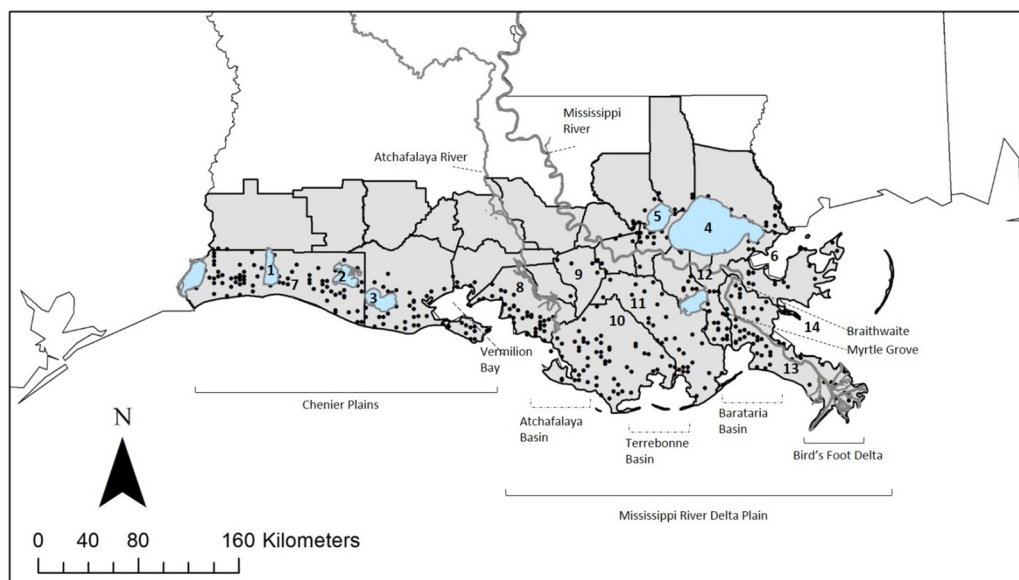 Mississippi
River
Atchafalaya River
5
4
6
1
2
7
3
8
9
12
11
10
14
13
Braithwaite
Myrtle Grove
Vermilion
Bay
Chenier Plains
Atchafalaya
Basin
Terrebonne
Basin
Barataria
Basin
Bird's Foot Delta
Mississippi River Delta Plain
N
0 40 80 160 Kilometers